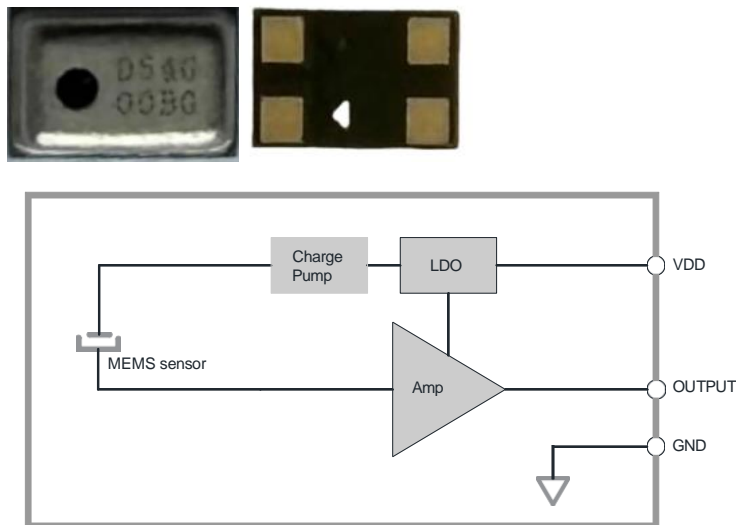 Charge
Pump
LDO
VDD
MEMS sensor
Amp
OUTPUT
GND